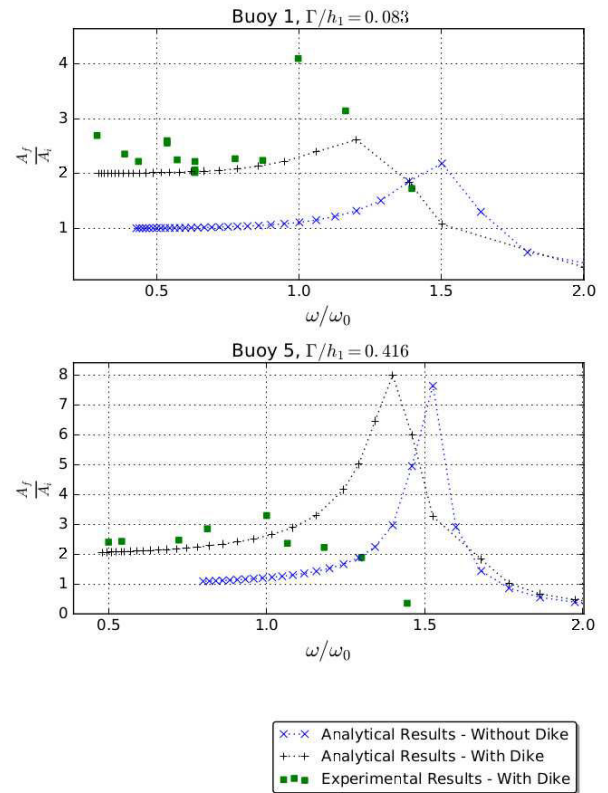 Buoy 1, Γ/h₁ = 0.083
4
3
2
1
A_f/A_i
0.5 1.0 1.5 2.0
ω/ω₀
Buoy 5, Γ/h₁ = 0.416
8
7
6
5
4
3
2
1
0
A_f/A_i
0.5 1.0 1.5 2.0
ω/ω₀
Analytical Results - Without Dike
Analytical Results - With Dike
Experimental Results - With Dike